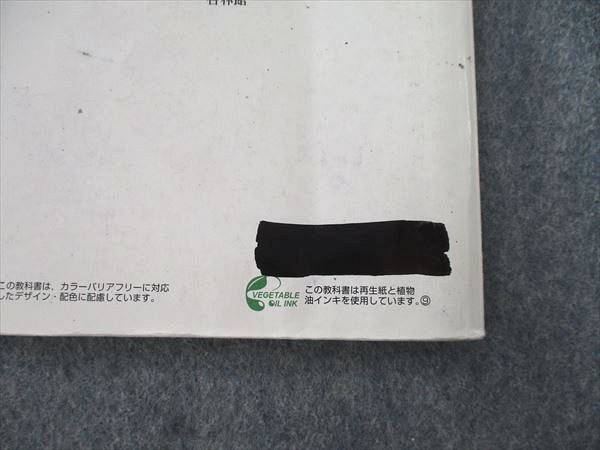 啓林館
この教科書は、カラーバリアフリーに対応
したデザイン・配色に配慮しています。
VEGETABLE
OIL INK
この教科書は再生紙と植物
油インキを使用しています。⑨